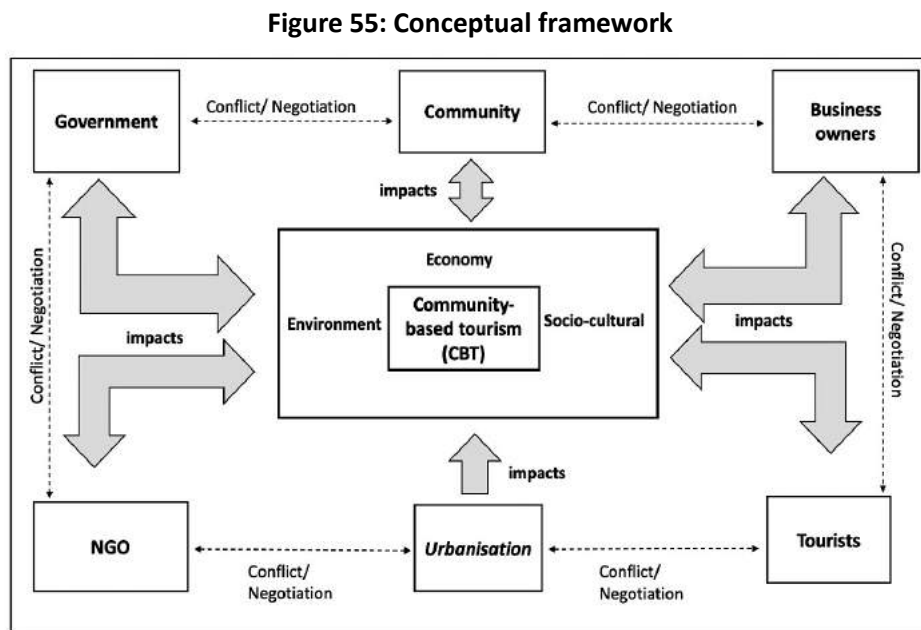 Figure 55: Conceptual framework
Government
Conflict/ Negotiation
Community
Conflict/ Negotiation
Business
owners
impacts
Conflict/ Negotiation
Economy
Environment
Community-
based tourism
(CBT)
Socio-cultural
Conflict/ Negotiation
impacts
impacts
impacts
NGO
Conflict/
Negotiation
Urbanisation
Conflict/
Negotiation
Tourists